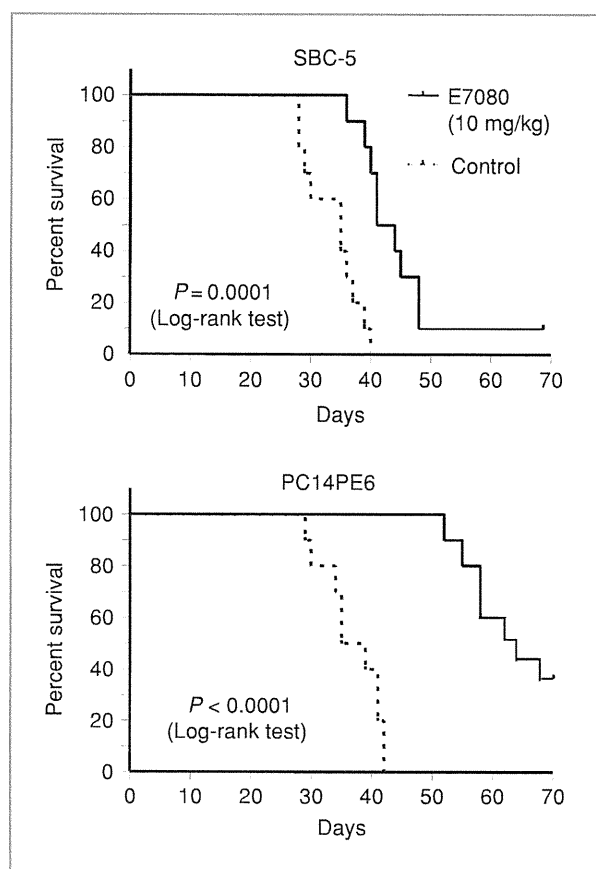 SBC-5
100
80
60
40
20
0
Percent survival
E7080
(10 mg/kg)
Control
P = 0.0001
(Log-rank test)
0 10 20 30 40 50 60 70
Days
PC14PE6
100
80
60
40
20
0
Percent survival
P < 0.0001
(Log-rank test)
0 10 20 30 40 50 60 70
Days